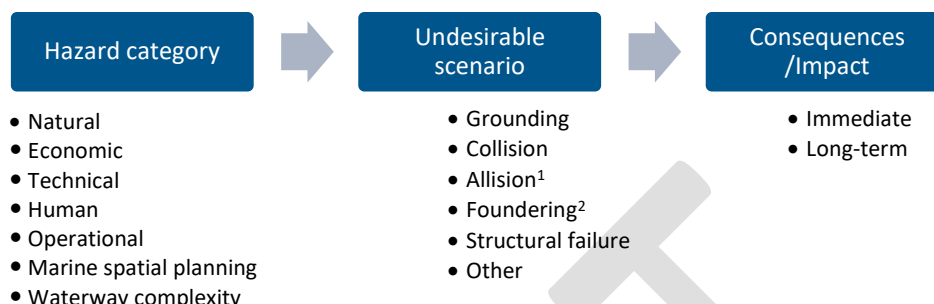 Hazard category
Undesirable
scenario
Consequences
/Impact
• Natural
• Economic
• Technical
• Human
• Operational
• Marine spatial planning
• Waterway complexity
• Grounding
• Collision
• Allision¹
• Foundering²
• Structural failure
• Other
• Immediate
• Long-term